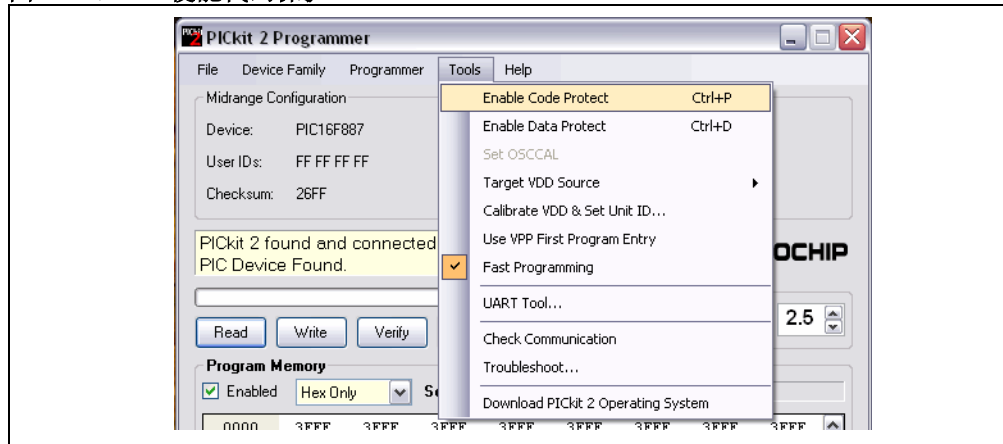 PICkit 2 Programmer
File Device Family Programmer Tools Help
Midrange Configuration
Device: PIC16F887
User IDs: FF FF FF FF
Checksum: 26FF
Enable Code Protect Ctrl+P
Enable Data Protect Ctrl+D
Set OSCCAL
Target VDD Source
Calibrate VDD & Set Unit ID...
Use VPP First Program Entry
Fast Programming
UART Tool...
Check Communication
Troubleshoot...
Download PICkit 2 Operating System
PICkit 2 found and connected
PIC Device Found.
OCHIP
Read Write Verify
2.5
Program Memory
Enabled Hex Only
0000 3FFF 3FFF 3FFF 3FFF 3FFF 3FFF 3FFF 3FFF